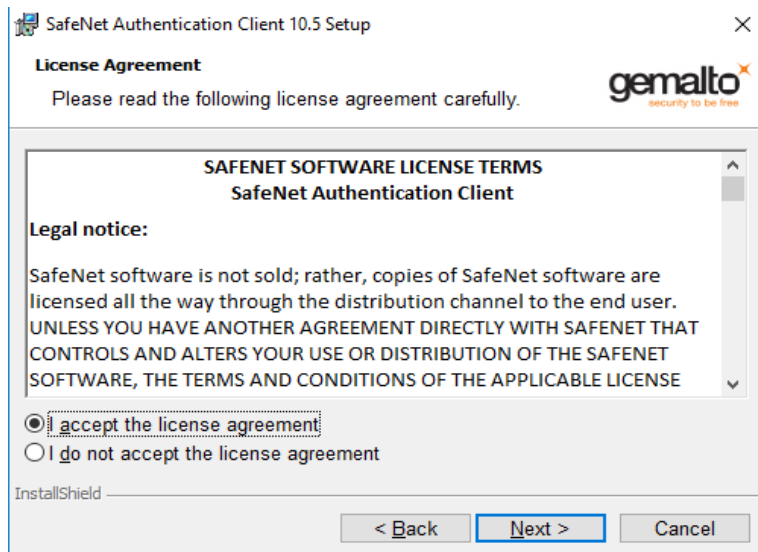 SafeNet Authentication Client 10.5 Setup
License Agreement
Please read the following license agreement carefully.
gemalto
security to be free
SAFENET SOFTWARE LICENSE TERMS
SafeNet Authentication Client
Legal notice:
SafeNet software is not sold; rather, copies of SafeNet software are
licensed all the way through the distribution channel to the end user.
UNLESS YOU HAVE ANOTHER AGREEMENT DIRECTLY WITH SAFENET THAT
CONTROLS AND ALTERS YOUR USE OR DISTRIBUTION OF THE SAFENET
SOFTWARE, THE TERMS AND CONDITIONS OF THE APPLICABLE LICENSE
I accept the license agreement
I do not accept the license agreement
InstallShield
< Back
Next >
Cancel